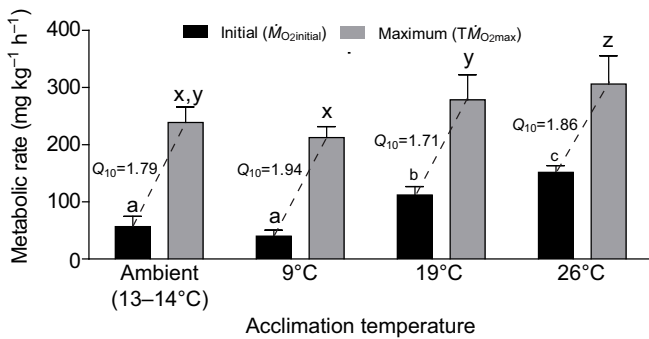 Initial (ṀO₂initial) Maximum (TṀO₂max)
Metabolic rate (mg kg⁻¹ h⁻¹)
400
300
200
100
0
x,y
x
y
z
Q₁₀=1.79
Q₁₀=1.94
Q₁₀=1.71
Q₁₀=1.86
a
a
b
c
Ambient
(13–14°C)
9°C
19°C
26°C
Acclimation temperature